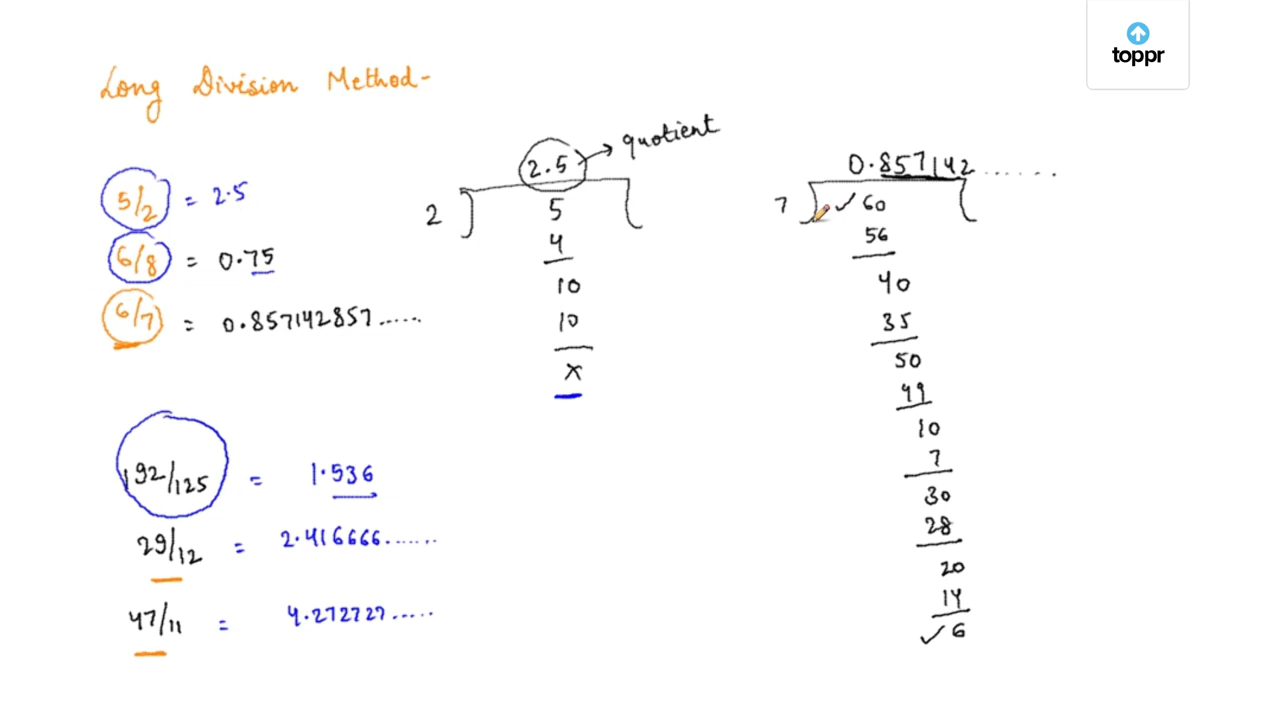 toppr
Long Division Method-
5/2 = 2.5
6/8 = 0.75
6/7 = 0.857142857......
192/125 = 1.536
29/12 = 2.416666.......
47/11 = 4.272727.....
2.5 → quotient
2 5
4
10
10
x
0.857142......
7 ✓ 60
56
40
35
50
49
10
7
30
28
20
14
✓ 6